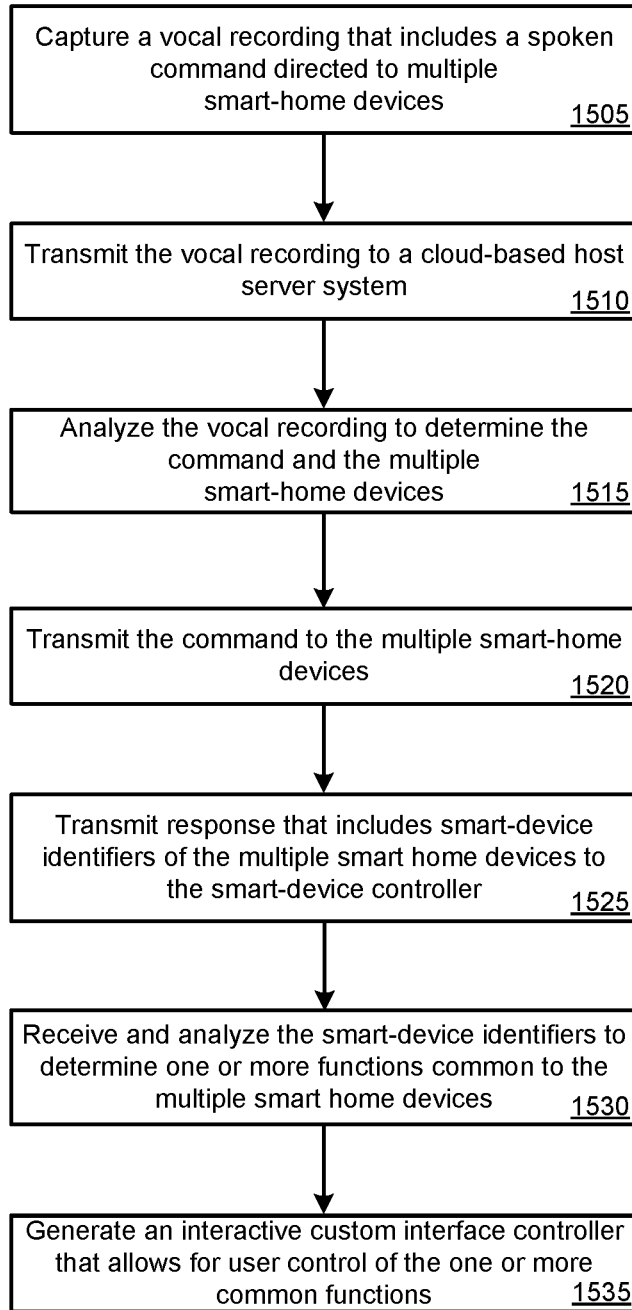 Capture a vocal recording that includes a spoken
command directed to multiple
smart-home devices
1505
Transmit the vocal recording to a cloud-based host
server system
1510
Analyze the vocal recording to determine the
command and the multiple
smart-home devices
1515
Transmit the command to the multiple smart-home
devices
1520
Transmit response that includes smart-device
identifiers of the multiple smart home devices to
the smart-device controller
1525
Receive and analyze the smart-device identifiers to
determine one or more functions common to the
multiple smart home devices
1530
Generate an interactive custom interface controller
that allows for user control of the one or more
common functions
1535